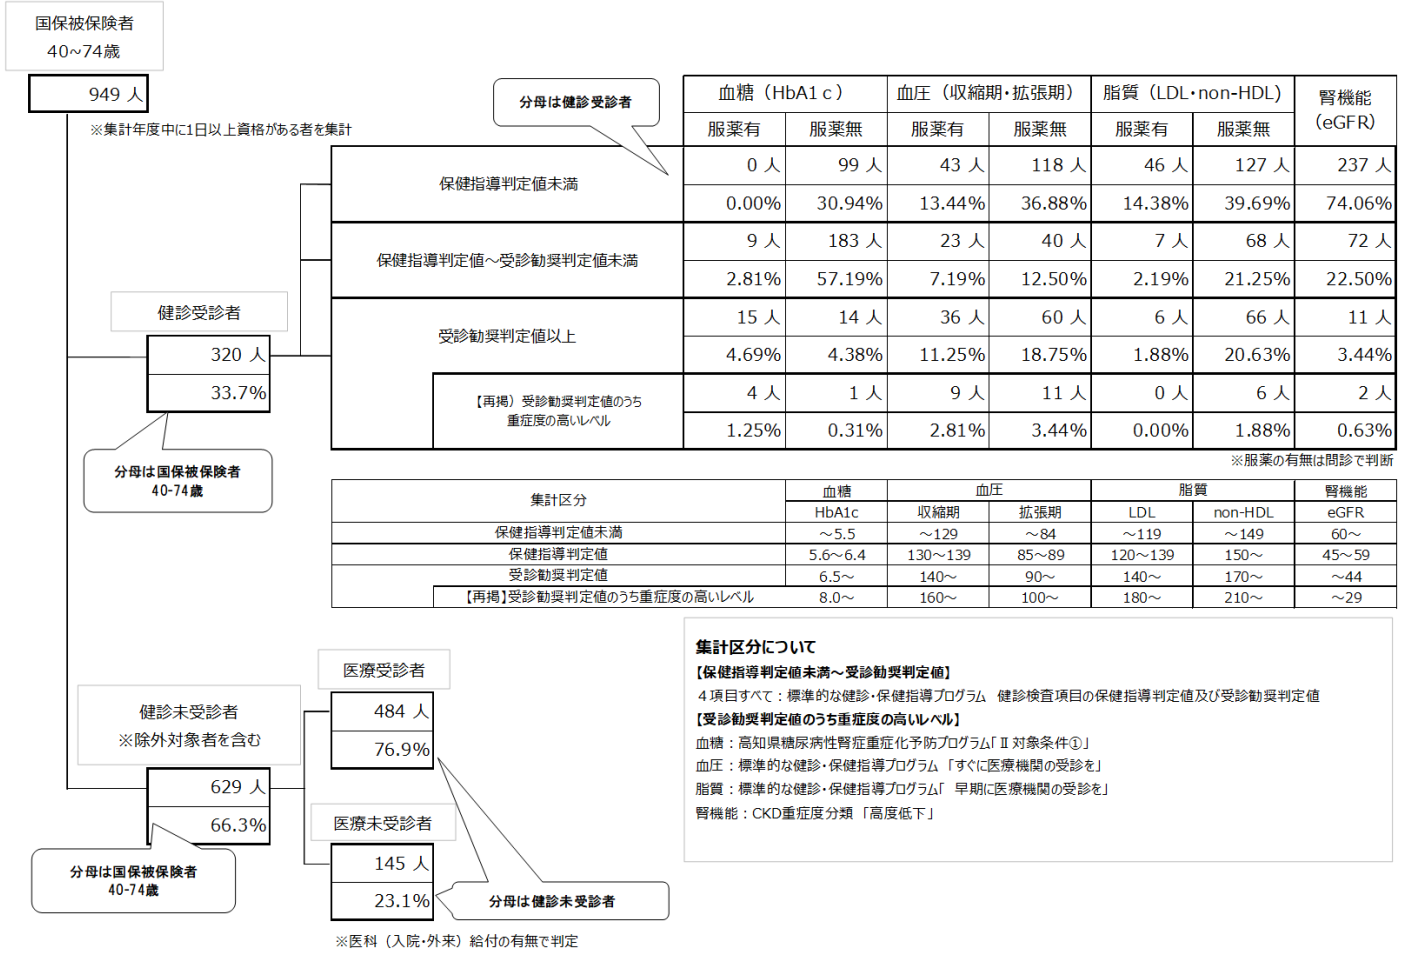 国保被保険者
40~74歳
949 人
※集計年度中に1日以上資格がある者を集計
分母は健診受診者
血糖（HbA1ｃ） 血圧（収縮期・拡張期） 脂質（LDL・non-HDL) 腎機能
（eGFR）
服薬有 服薬無 服薬有 服薬無 服薬有 服薬無
保健指導判定値未満
0 人 99 人 43 人 118 人 46 人 127 人 237 人
0.00% 30.94% 13.44% 36.88% 14.38% 39.69% 74.06%
保健指導判定値～受診勧奨判定値未満
9 人 183 人 23 人 40 人 7 人 68 人 72 人
2.81% 57.19% 7.19% 12.50% 2.19% 21.25% 22.50%
健診受診者
320 人
33.7%
分母は国保被保険者
40-74歳
受診勧奨判定値以上
15 人 14 人 36 人 60 人 6 人 66 人 11 人
4.69% 4.38% 11.25% 18.75% 1.88% 20.63% 3.44%
【再掲）受診勧奨判定値のうち
重症度の高いレベル
4 人 1 人 9 人 11 人 0 人 6 人 2 人
1.25% 0.31% 2.81% 3.44% 0.00% 1.88% 0.63%
※服薬の有無は問診で判断
集計区分 血糖 血圧 脂質 腎機能
HbA1c 収縮期 拡張期 LDL non-HDL eGFR
保健指導判定値未満 ～5.5 ～129 ～84 ～119 ～149 60～
保健指導判定値 5.6～6.4 130～139 85～89 120～139 150～ 45～59
受診勧奨判定値 6.5～ 140～ 90～ 140～ 170～ ～44
【再掲】受診勧奨判定値のうち重症度の高いレベル 8.0～ 160～ 100～ 180～ 210～ ～29
健診未受診者
※除外対象者を含む
629 人
66.3%
分母は国保被保険者
40-74歳
医療受診者
484 人
76.9%
医療未受診者
145 人
23.1%
分母は健診未受診者
※医科（入院・外来）給付の有無で判定
集計区分について
【保健指導判定値未満～受診勧奨判定値】
４項目すべて：標準的な健診・保健指導プログラム　健診検査項目の保健指導判定値及び受診勧奨判定値
【受診勧奨判定値のうち重症度の高いレベル】
血糖：高知県糖尿病性腎症重症化予防プログラム「Ⅱ対象条件①」
血圧：標準的な健診・保健指導プログラム 「すぐに医療機関の受診を」
脂質：標準的な健診・保健指導プログラム「 早期に医療機関の受診を」
腎機能：CKD重症度分類 「高度低下」